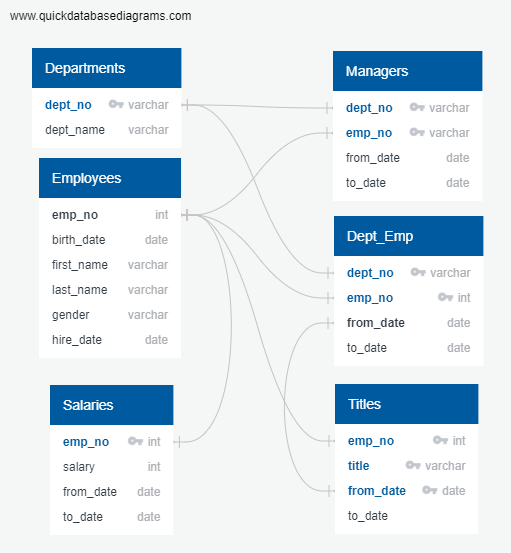 www.quickdatabasediagrams.com
Departments
dept_no varchar
dept_name varchar
Employees
emp_no int
birth_date date
first_name varchar
last_name varchar
gender varchar
hire_date date
Salaries
emp_no int
salary int
from_date date
to_date date
Managers
dept_no varchar
emp_no varchar
from_date date
to_date date
Dept_Emp
dept_no varchar
emp_no int
from_date date
to_date date
Titles
emp_no int
title varchar
from_date date
to_date